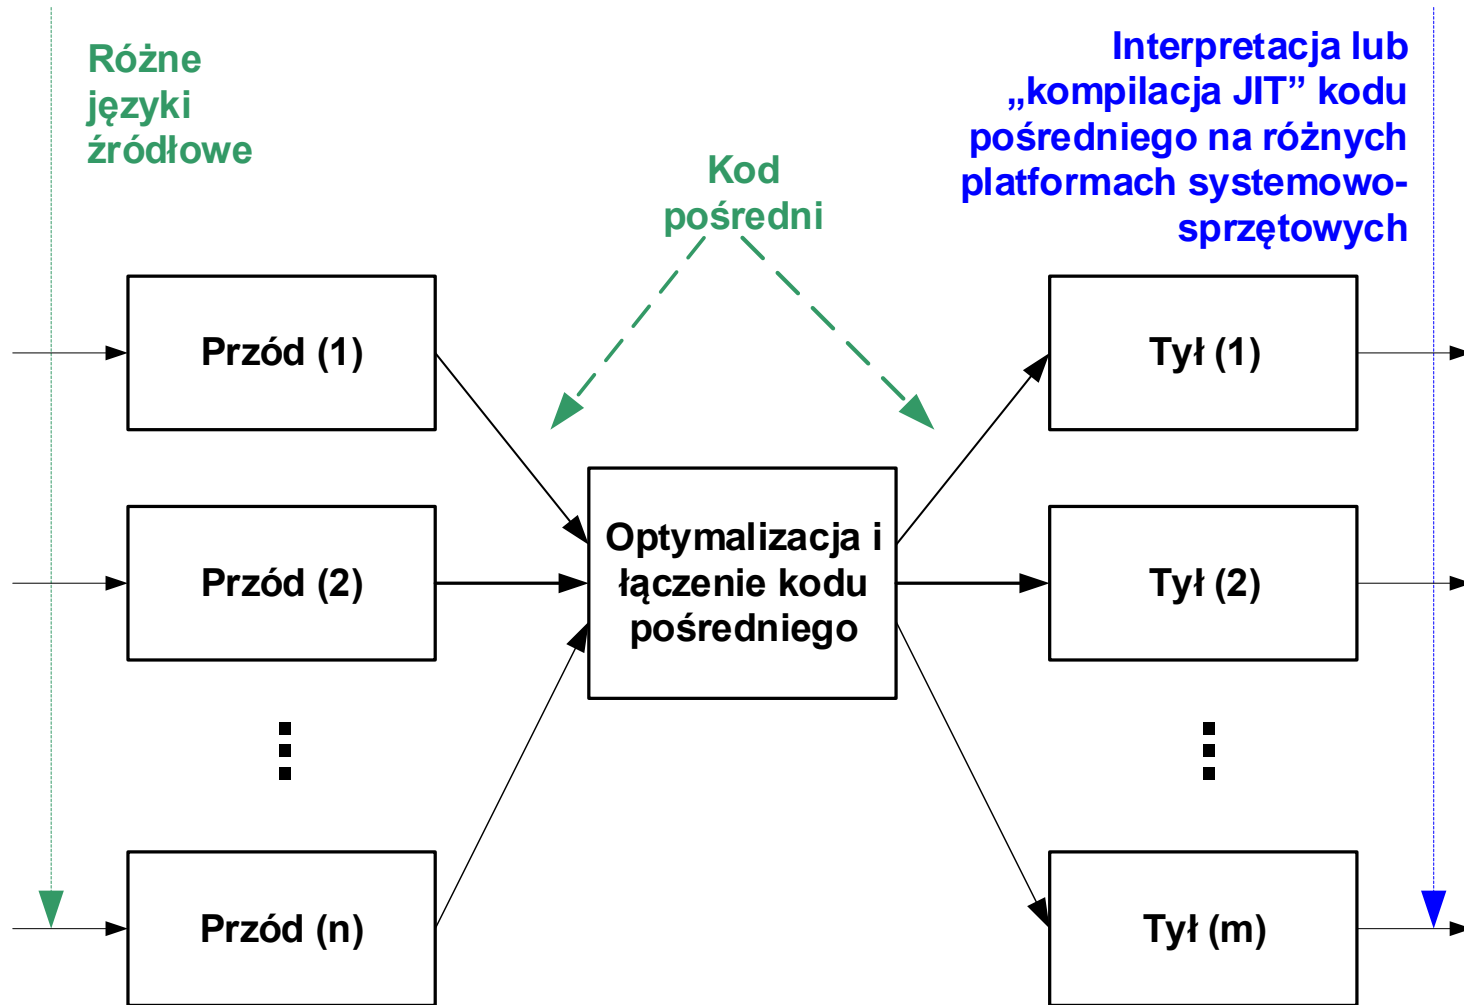 Różne
języki
źródłowe
Interpretacja lub
„kompilacja JIT” kodu
pośredniego na różnych
platformach systemowo-
sprzętowych
Kod
pośredni
Przód (1)
Tył (1)
Przód (2)
Optymalizacja i
łączenie kodu
pośredniego
Tył (2)
Przód (n)
Tył (m)